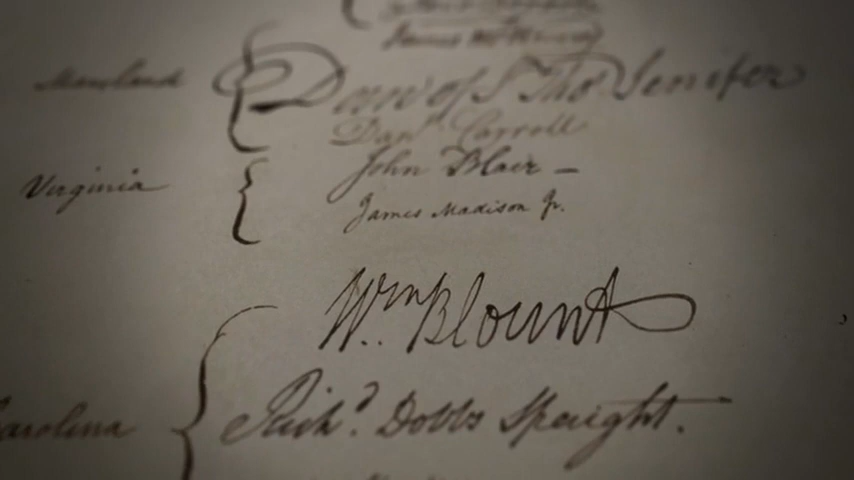 James McHenry
Maryland
Dan of St Thos Jenifer
Danl Carroll
Virginia
John Blair —
James Madison Jr.
Wm Blount
Carolina
Richd. Dobbs Spaight.